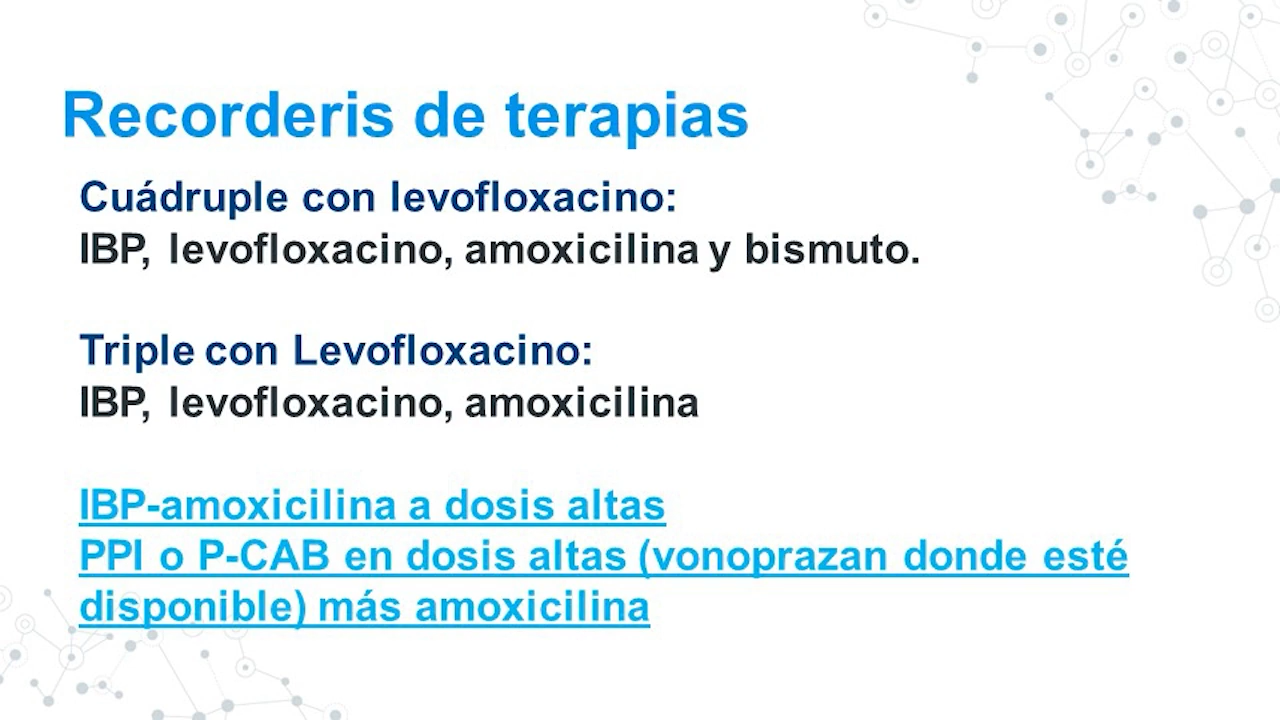 Recorderis de terapias
Cuádruple con levofloxacino:
IBP, levofloxacino, amoxicilina y bismuto.
Triple con Levofloxacino:
IBP, levofloxacino, amoxicilina
IBP-amoxicilina a dosis altas
PPI o P-CAB en dosis altas (vonoprazan donde esté
disponible) más amoxicilina